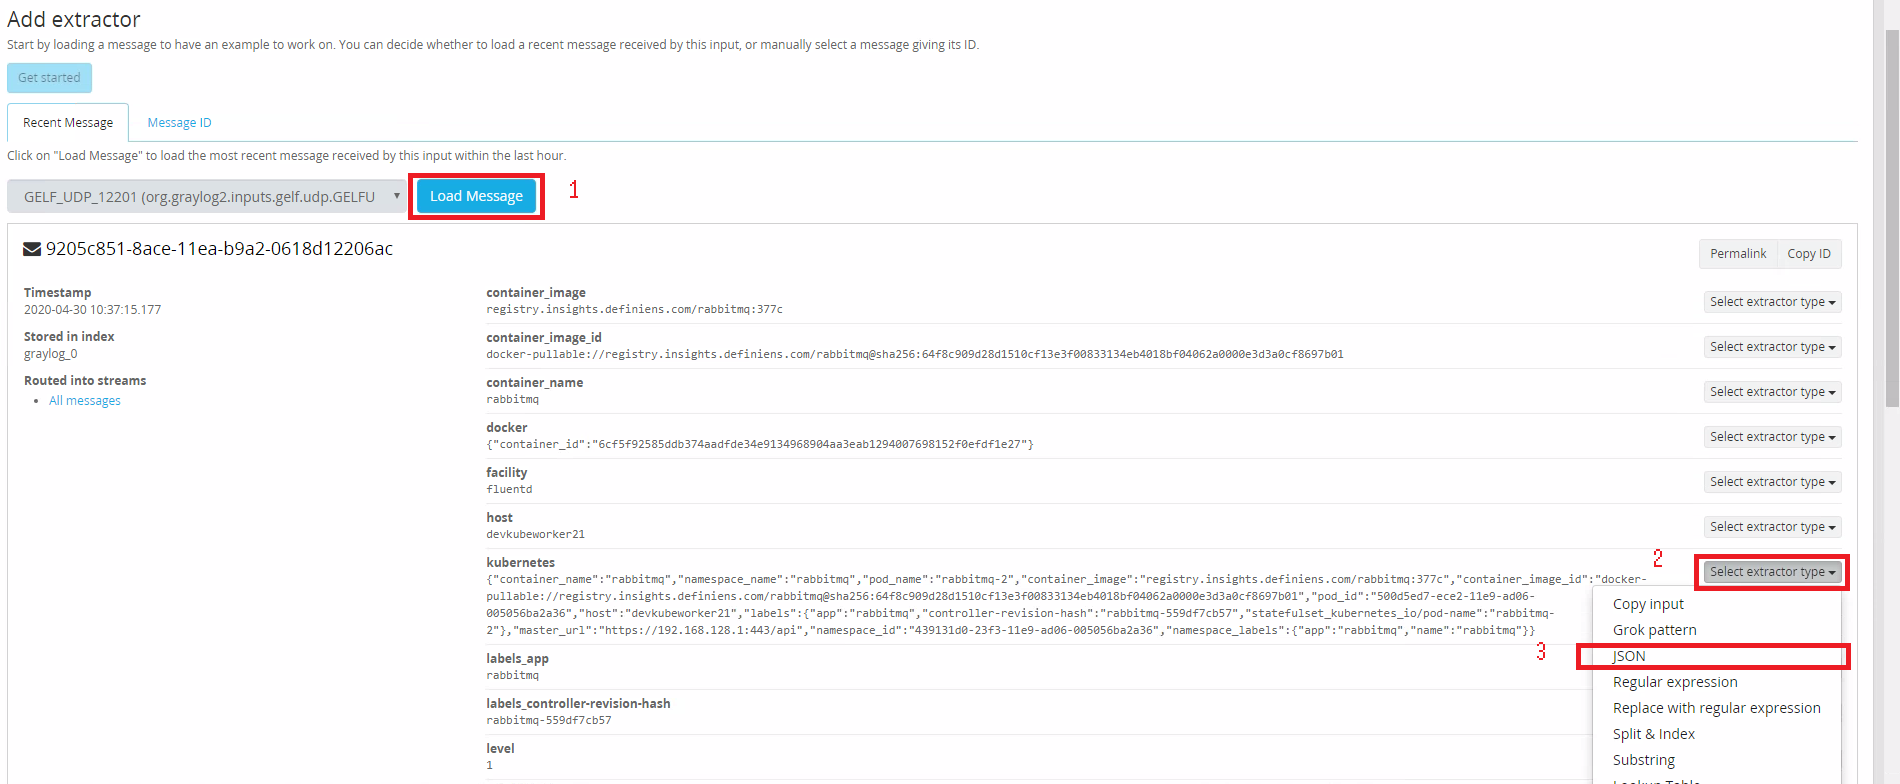 Add extractor
Start by loading a message to have an example to work on. You can decide whether to load a recent message received by this input, or manually select a message giving its ID.
Get started
Recent Message
Message ID
Click on "Load Message" to load the most recent message received by this input within the last hour.
GELF_UDP_12201 (org.graylog2.inputs.gelf.udp.GELFU
Load Message
1
9205c851-8ace-11ea-b9a2-0618d12206ac
Permalink
Copy ID
Timestamp
2020-04-30 10:37:15.177
Stored in index
graylog_0
Routed into streams
• All messages
container_image
registry.insights.definiens.com/rabbitmq:377c
Select extractor type
container_image_id
docker-pullable://registry.insights.definiens.com/rabbitmq@sha256:64f8c909d28d1510cf13e3f00833134eb4018bf04062a0000e3d3a0cf8697b01
Select extractor type
container_name
rabbitmq
Select extractor type
docker
{"container_id":"6cf5f92585ddb374aadfde34e9134968904aa3eab1294007698152f0efdf1e27"}
Select extractor type
facility
fluentd
Select extractor type
host
devkubeworker21
Select extractor type
kubernetes
{"container_name":"rabbitmq","namespace_name":"rabbitmq","pod_name":"rabbitmq-2","container_image":"registry.insights.definiens.com/rabbitmq:377c","container_image_id":"docker-
pullable://registry.insights.definiens.com/rabbitmq@sha256:64f8c909d28d1510cf13e3f00833134eb4018bf04062a0000e3d3a0cf8697b01","pod_id":"500d5ed7-ece2-11e9-ad06-
005056ba2a36","host":"devkubeworker21","labels":{"app":"rabbitmq","controller-revision-hash":"rabbitmq-559df7cb57","statefulset_kubernetes_io/pod-name":"rabbitmq-
2"},"master_url":"https://192.168.128.1:443/api","namespace_id":"439131d0-23f3-11e9-ad06-005056ba2a36","namespace_labels":{"app":"rabbitmq","name":"rabbitmq"}}
2
Select extractor type
Copy input
Grok pattern
3
JSON
Regular expression
Replace with regular expression
Split & Index
Substring
Lookup Table
labels_app
rabbitmq
labels_controller-revision-hash
rabbitmq-559df7cb57
level
1